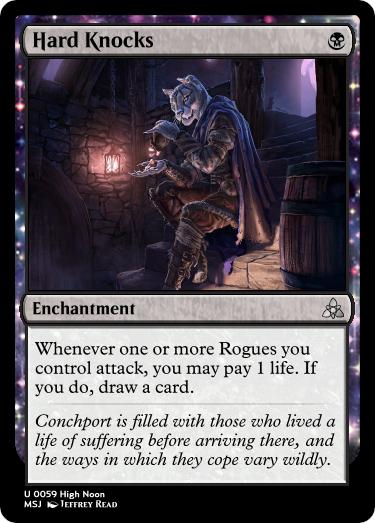 Hard Knocks
Enchantment
Whenever one or more Rogues you
control attack, you may pay 1 life. If
you do, draw a card.
Conchport is filled with those who lived a
life of suffering before arriving there, and
the ways in which they cope vary wildly.
U 0059 High Noon
MSJ Jeffrey Read